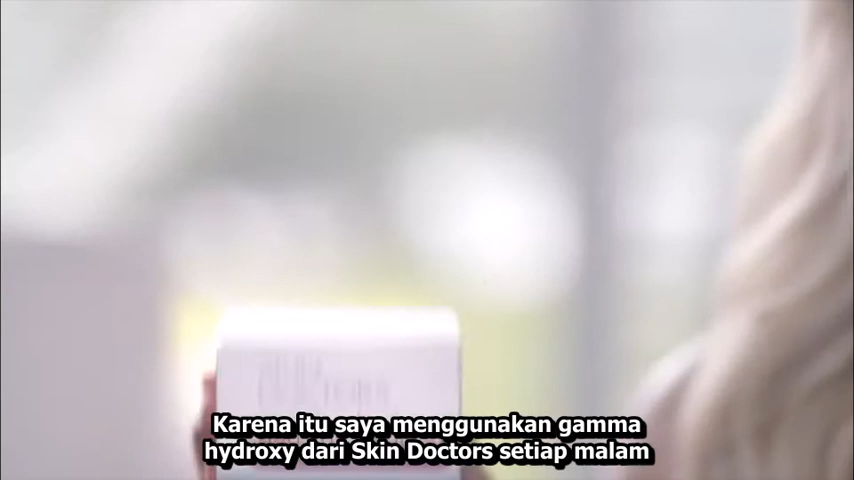 Karena itu saya menggunakan gamma
hydroxy dari Skin Doctors setiap malam